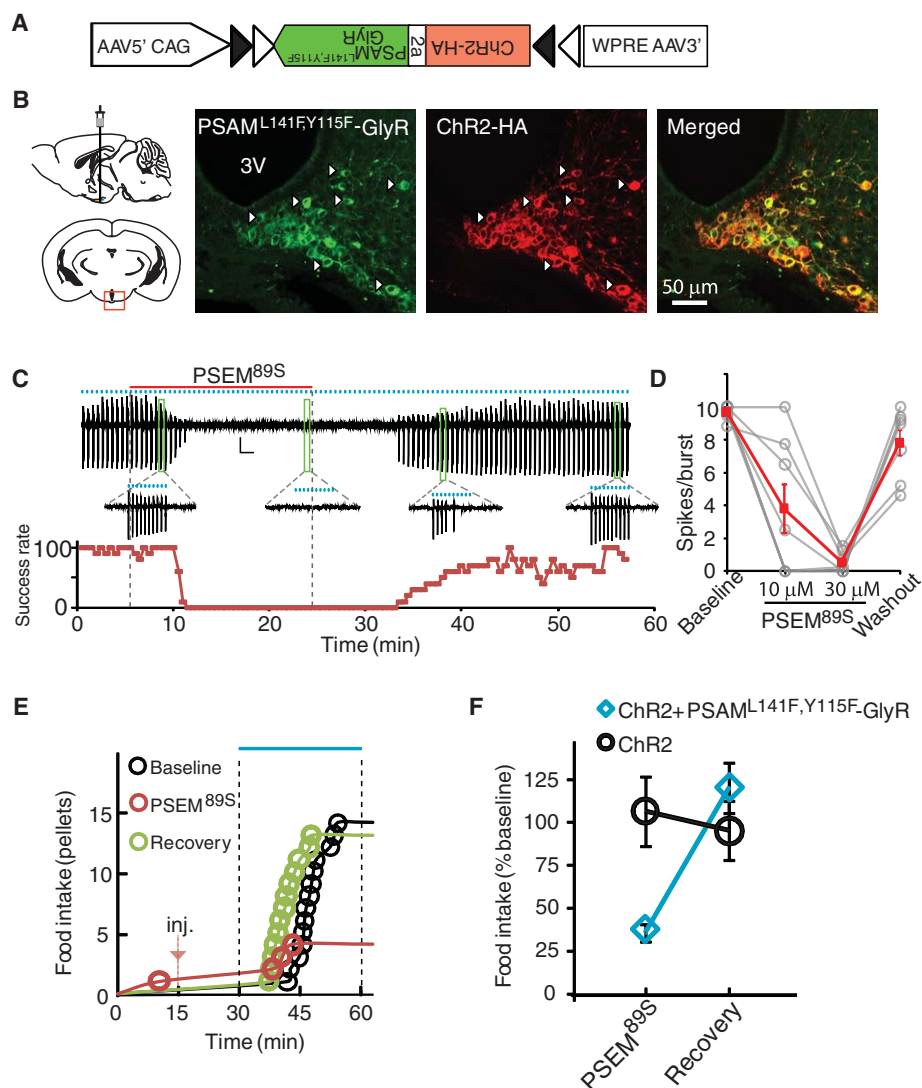 A
AAV5' CAG
PSAM L141F,Y115F
GlyR
2a
ChR2-HA
WPRE AAV3'
B
PSAM L141F,Y115F-GlyR
3V
ChR2-HA
Merged
50 μm
C
PSEM89S
Success rate
100
0
0 10 20 30 40 50 60
Time (min)
D
Spikes/burst
10
8
6
4
2
0
Baseline
10 μM
30 μM
Washout
PSEM89S
E
Baseline
PSEM89S
Recovery
inj.
Food intake (pellets)
15
10
5
0
0 15 30 45 60
Time (min)
F
ChR2+PSAM L141F,Y115F-GlyR
ChR2
Food intake (% baseline)
125
100
75
50
25
0
PSEM89S
Recovery